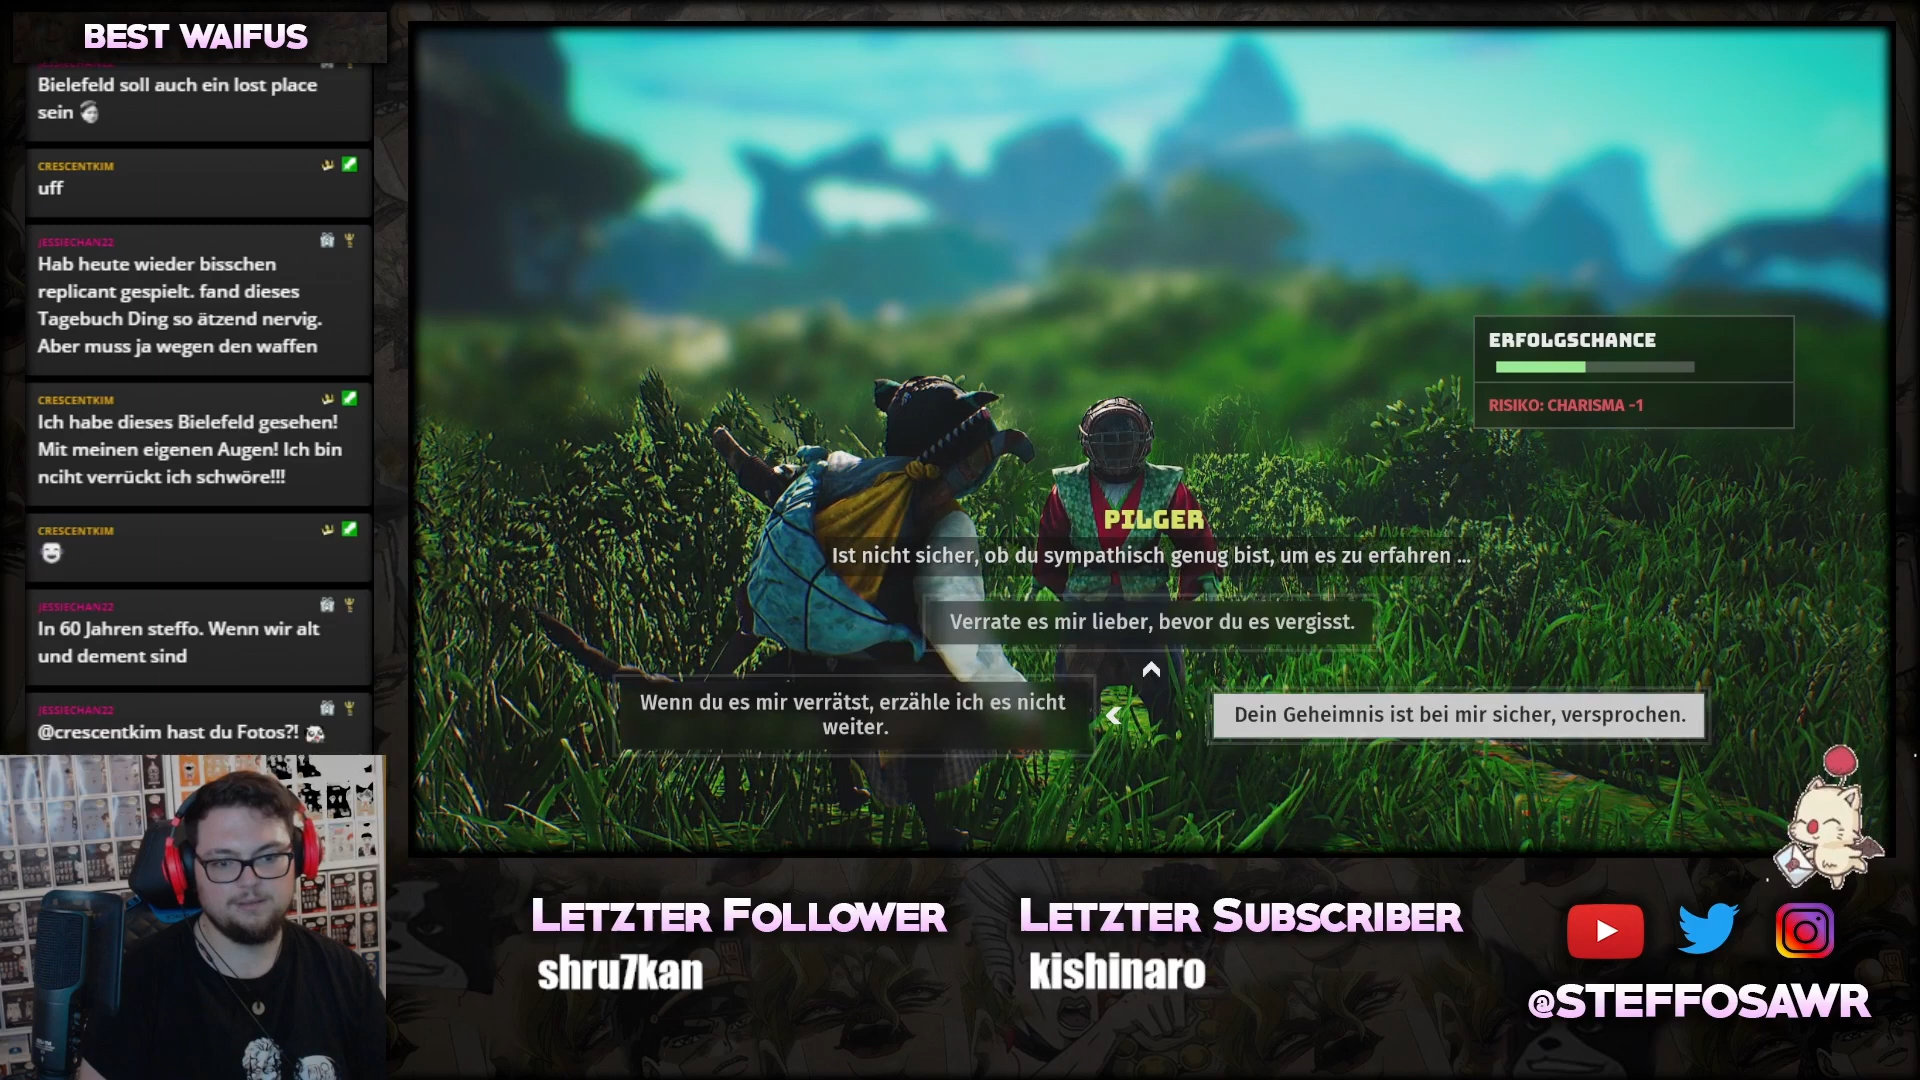 BEST WAIFUS
Bielefeld soll auch ein lost place
sein
CRESCENTKIM
uff
JESSIECHAN22
Hab heute wieder bisschen
replicant gespielt. fand dieses
Tagebuch Ding so ätzend nervig.
Aber muss ja wegen den waffen
CRESCENTKIM
Ich habe dieses Bielefeld gesehen!
Mit meinen eigenen Augen! Ich bin
nciht verrückt ich schwöre!!!
CRESCENTKIM
JESSIECHAN22
In 60 Jahren steffo. Wenn wir alt
und dement sind
JESSIECHAN22
@crescentkim hast du Fotos?!
ERFOLGSCHANCE
RISIKO: CHARISMA -1
PILGER
Ist nicht sicher, ob du sympathisch genug bist, um es zu erfahren ...
Verrate es mir lieber, bevor du es vergisst.
Wenn du es mir verrätst, erzähle ich es nicht
weiter.
Dein Geheimnis ist bei mir sicher, versprochen.
LETZTER FOLLOWER
shru7kan
LETZTER SUBSCRIBER
kishinaro
@STEFFOSAWR